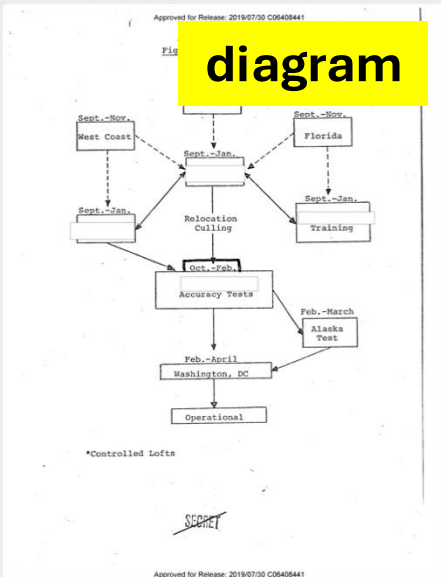 Approved for Release: 2019/07/30 C06408441
Fig
diagram
Sept.-Nov.
West Coast
Sept.-Nov.
Florida
Sept.-Jan.
Sept.-Jan.
Sept.-Jan.
Training
Relocation
Culling
Oct.-Feb.
Accuracy Tests
Feb.-March
Alaska
Test
Feb.-April
Washington, DC
Operational
*Controlled Lofts
SECRET
Approved for Release: 2019/07/30 C06408441